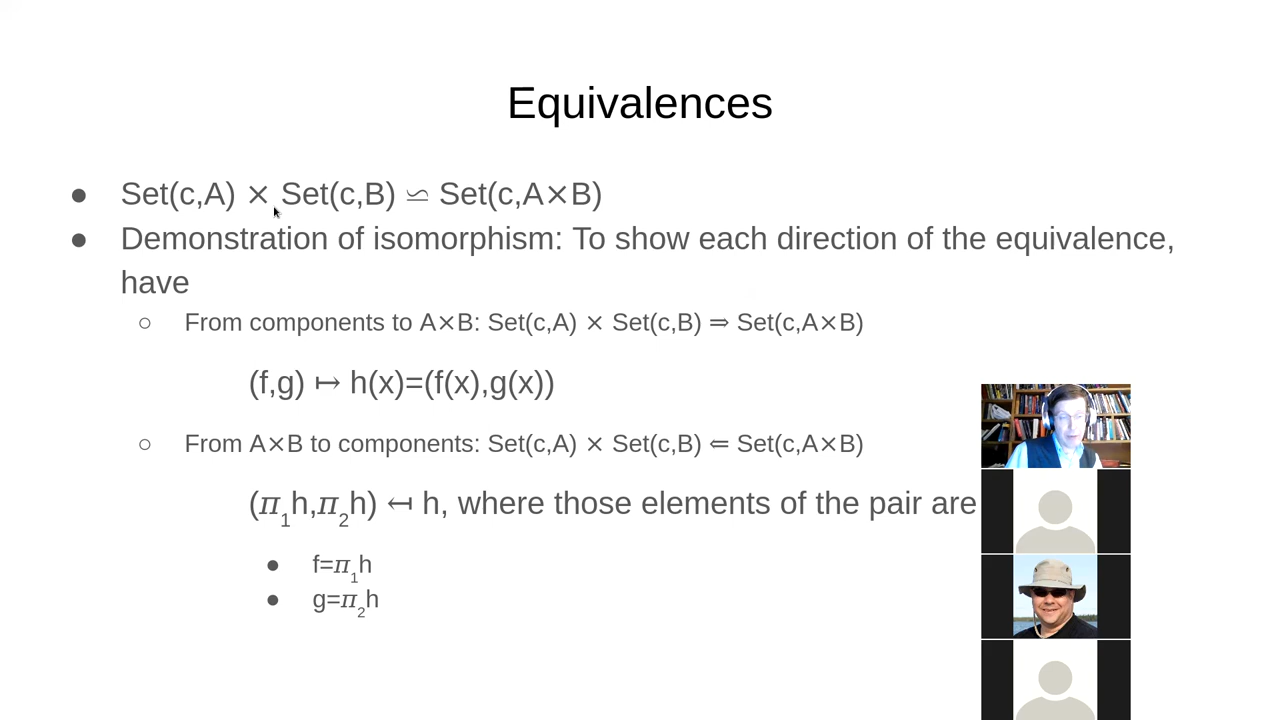 Equivalences
● Set(c,A) ⨯ Set(c,B) ⋍ Set(c,A⨯B)
● Demonstration of isomorphism: To show each direction of the equivalence,
have
○ From components to A⨯B: Set(c,A) ⨯ Set(c,B) ⇒ Set(c,A⨯B)
(f,g) ↦ h(x)=(f(x),g(x))
○ From A⨯B to components: Set(c,A) ⨯ Set(c,B) ⇐ Set(c,A⨯B)
(𝜋₁h,𝜋₂h) ↤ h, where those elements of the pair are
● f=𝜋₁h
● g=𝜋₂h